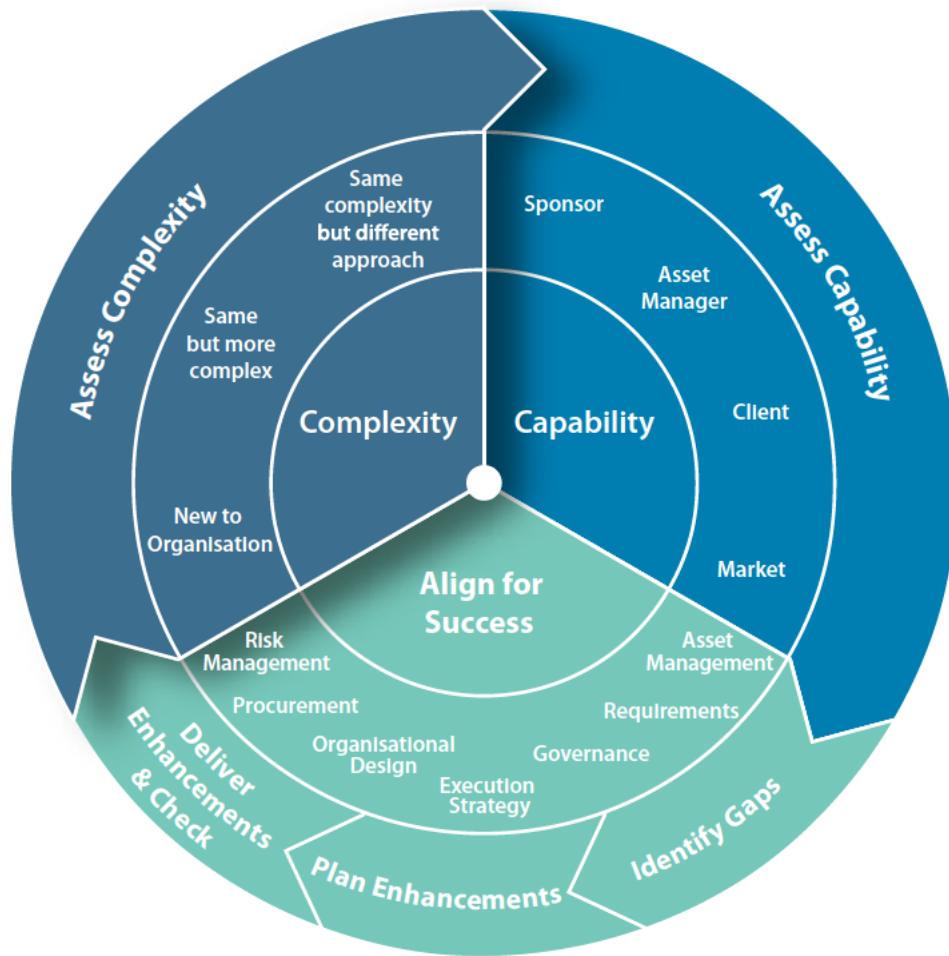 Assess Complexity
Same
complexity
but different
approach
Same
but more
complex
New to
Organisation
Complexity
Assess Capability
Sponsor
Asset
Manager
Client
Market
Capability
Align for
Success
Risk
Management
Procurement
Organisational
Design
Execution
Strategy
Governance
Requirements
Asset
Management
Identify Gaps
Plan Enhancements
Deliver
Enhancements
& Check